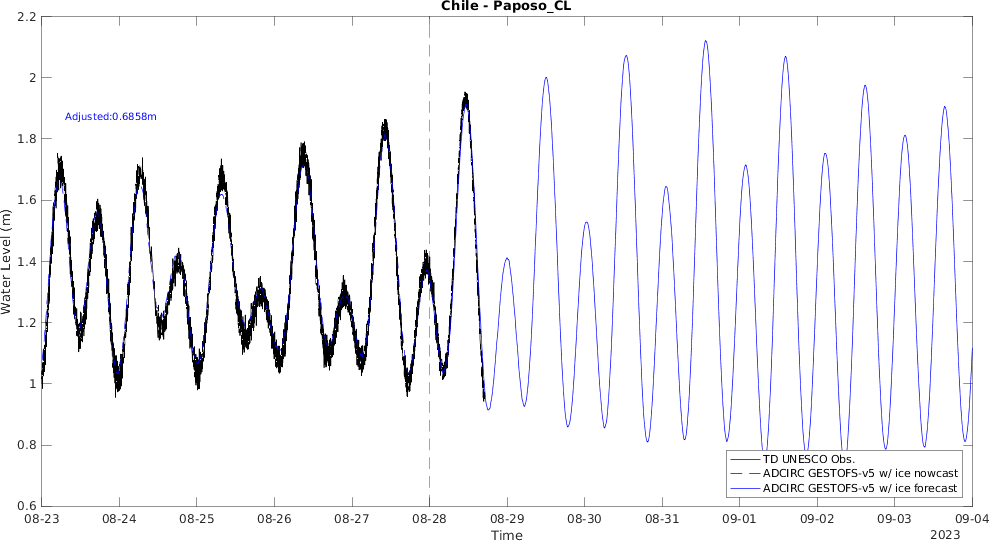 Chile - Paposo_CL
2.2
2
1.8
1.6
1.4
1.2
1
0.8
0.6
Water Level (m)
Adjusted:0.6858m
TD UNESCO Obs.
ADCIRC GESTOFS-v5 w/ ice nowcast
ADCIRC GESTOFS-v5 w/ ice forecast
08-23 08-24 08-25 08-26 08-27 08-28 08-29 08-30 08-31 09-01 09-02 09-03 09-04
Time
2023